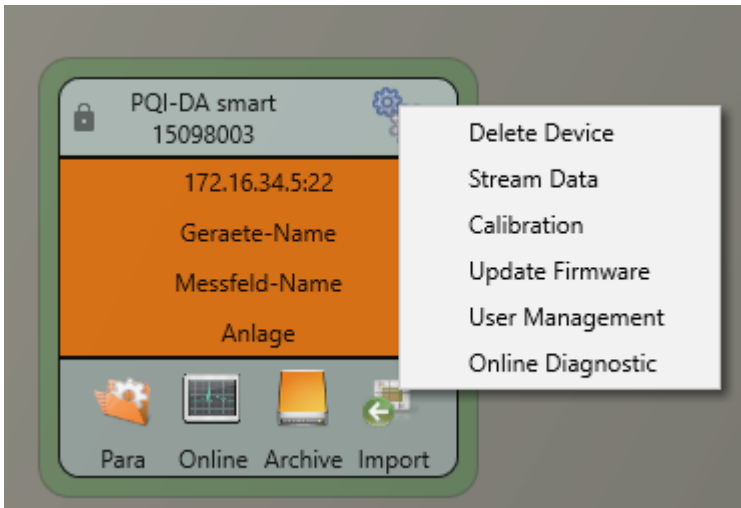 PQI-DA smart
15098003
172.16.34.5:22
Geraete-Name
Messfeld-Name
Anlage
Para
Online
Archive
Import
Delete Device
Stream Data
Calibration
Update Firmware
User Management
Online Diagnostic